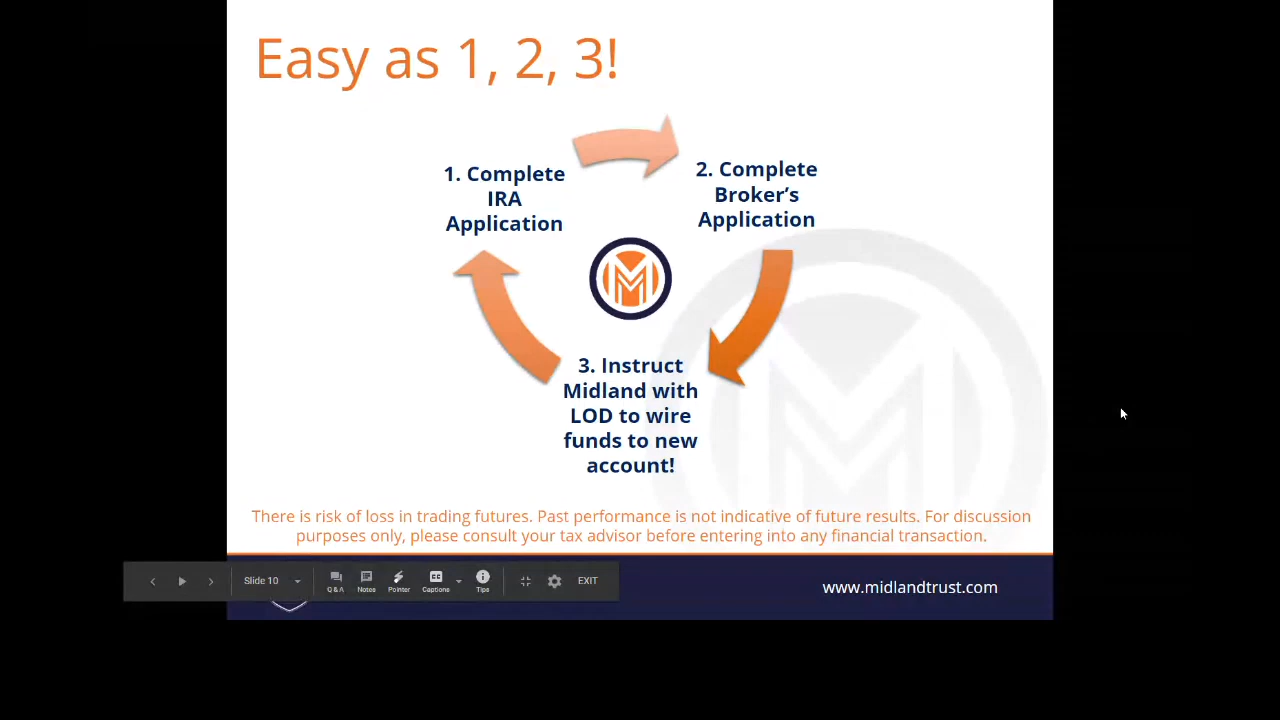 Easy as 1, 2, 3!
1. Complete
IRA
Application
2. Complete
Broker’s
Application
3. Instruct
Midland with
LOD to wire
funds to new
account!
There is risk of loss in trading futures. Past performance is not indicative of future results. For discussion
purposes only, please consult your tax advisor before entering into any financial transaction.
Slide 10
Q & A
Notes
Pointer
CC
Captions
Tips
EXIT
www.midlandtrust.com